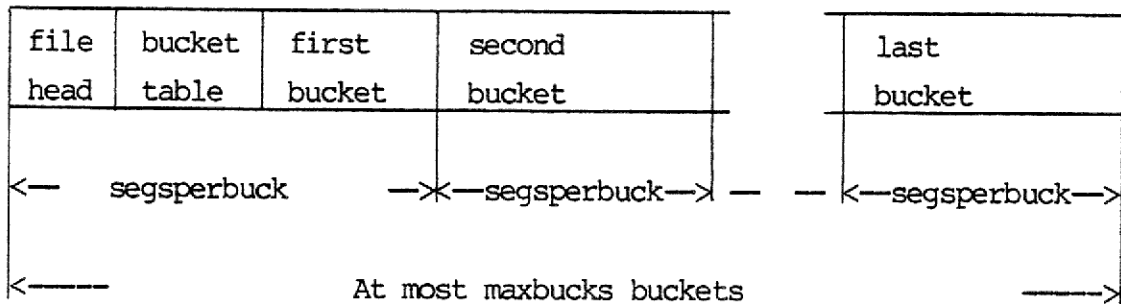 file bucket first second last
head table bucket bucket bucket
segsperbuck segsperbuck segsperbuck
At most maxbucks buckets